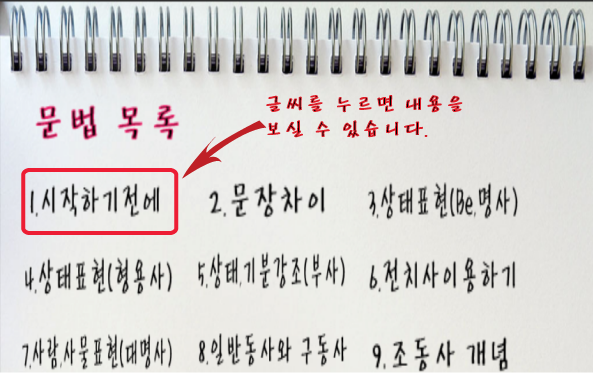 문법 목록
글씨를 누르면 내용을
보실 수 있습니다.
1.시작하기전에 2.문장차이 3.상태표현(Be,명사)
4.상태표현(형용사) 5.상태,기분강조(부사) 6.전치사이용하기
7.사람,사물표현(대명사) 8.일반동사와 구동사 9.조동사 개념